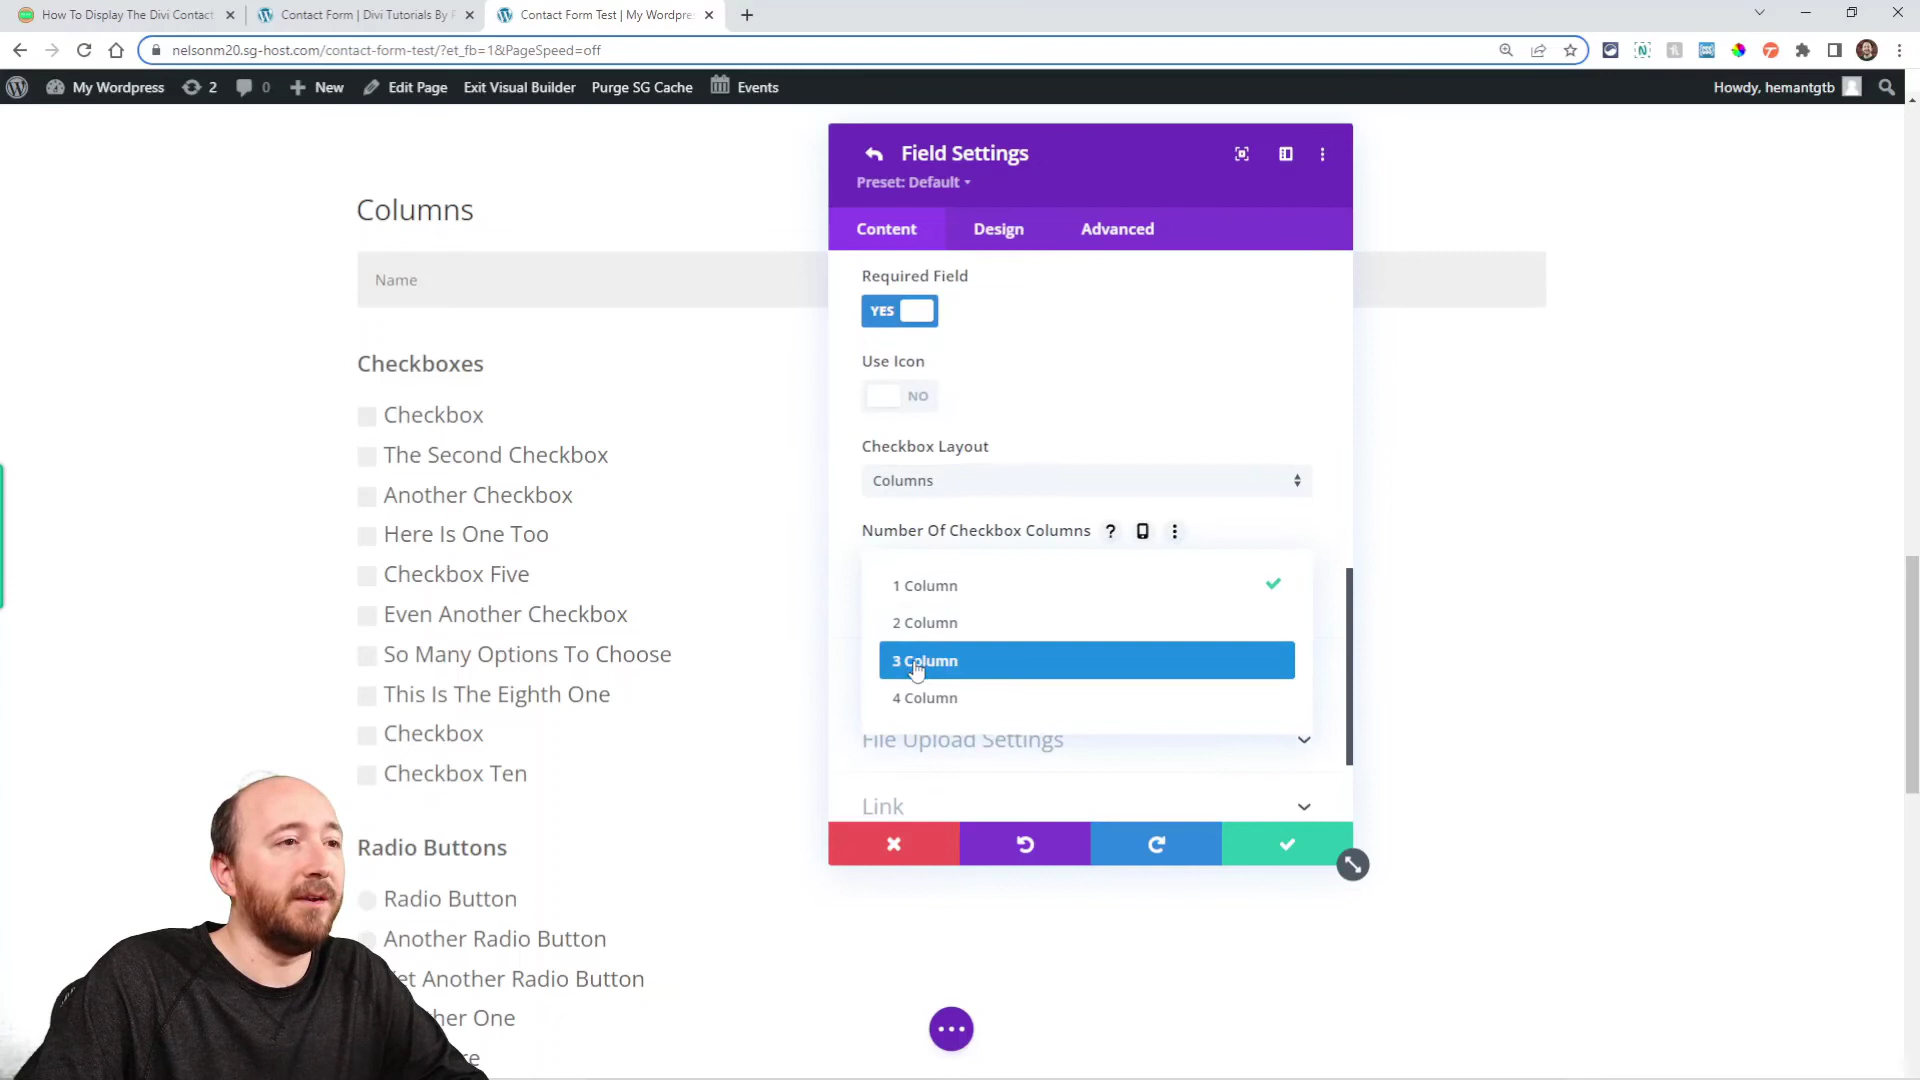 How To Display The Divi Contact
Contact Form | Divi Tutorials By
Contact Form Test | My Wordpre
nelsonm20.sg-host.com/contact-form-test/?et_fb=1&PageSpeed=off
My Wordpress
2
0
New
Edit Page
Exit Visual Builder
Purge SG Cache
Events
Howdy, hemantgtb
Columns
Name
Checkboxes
Checkbox
The Second Checkbox
Another Checkbox
Here Is One Too
Checkbox Five
Even Another Checkbox
So Many Options To Choose
This Is The Eighth One
Checkbox
Checkbox Ten
Radio Buttons
Radio Button
Another Radio Button
et Another Radio Button
her One
re
Field Settings
Preset: Default
Content
Design
Advanced
Required Field
YES
Use Icon
NO
Checkbox Layout
Columns
Number Of Checkbox Columns ?
1 Column
2 Column
3 Column
4 Column
File Upload Settings
Link